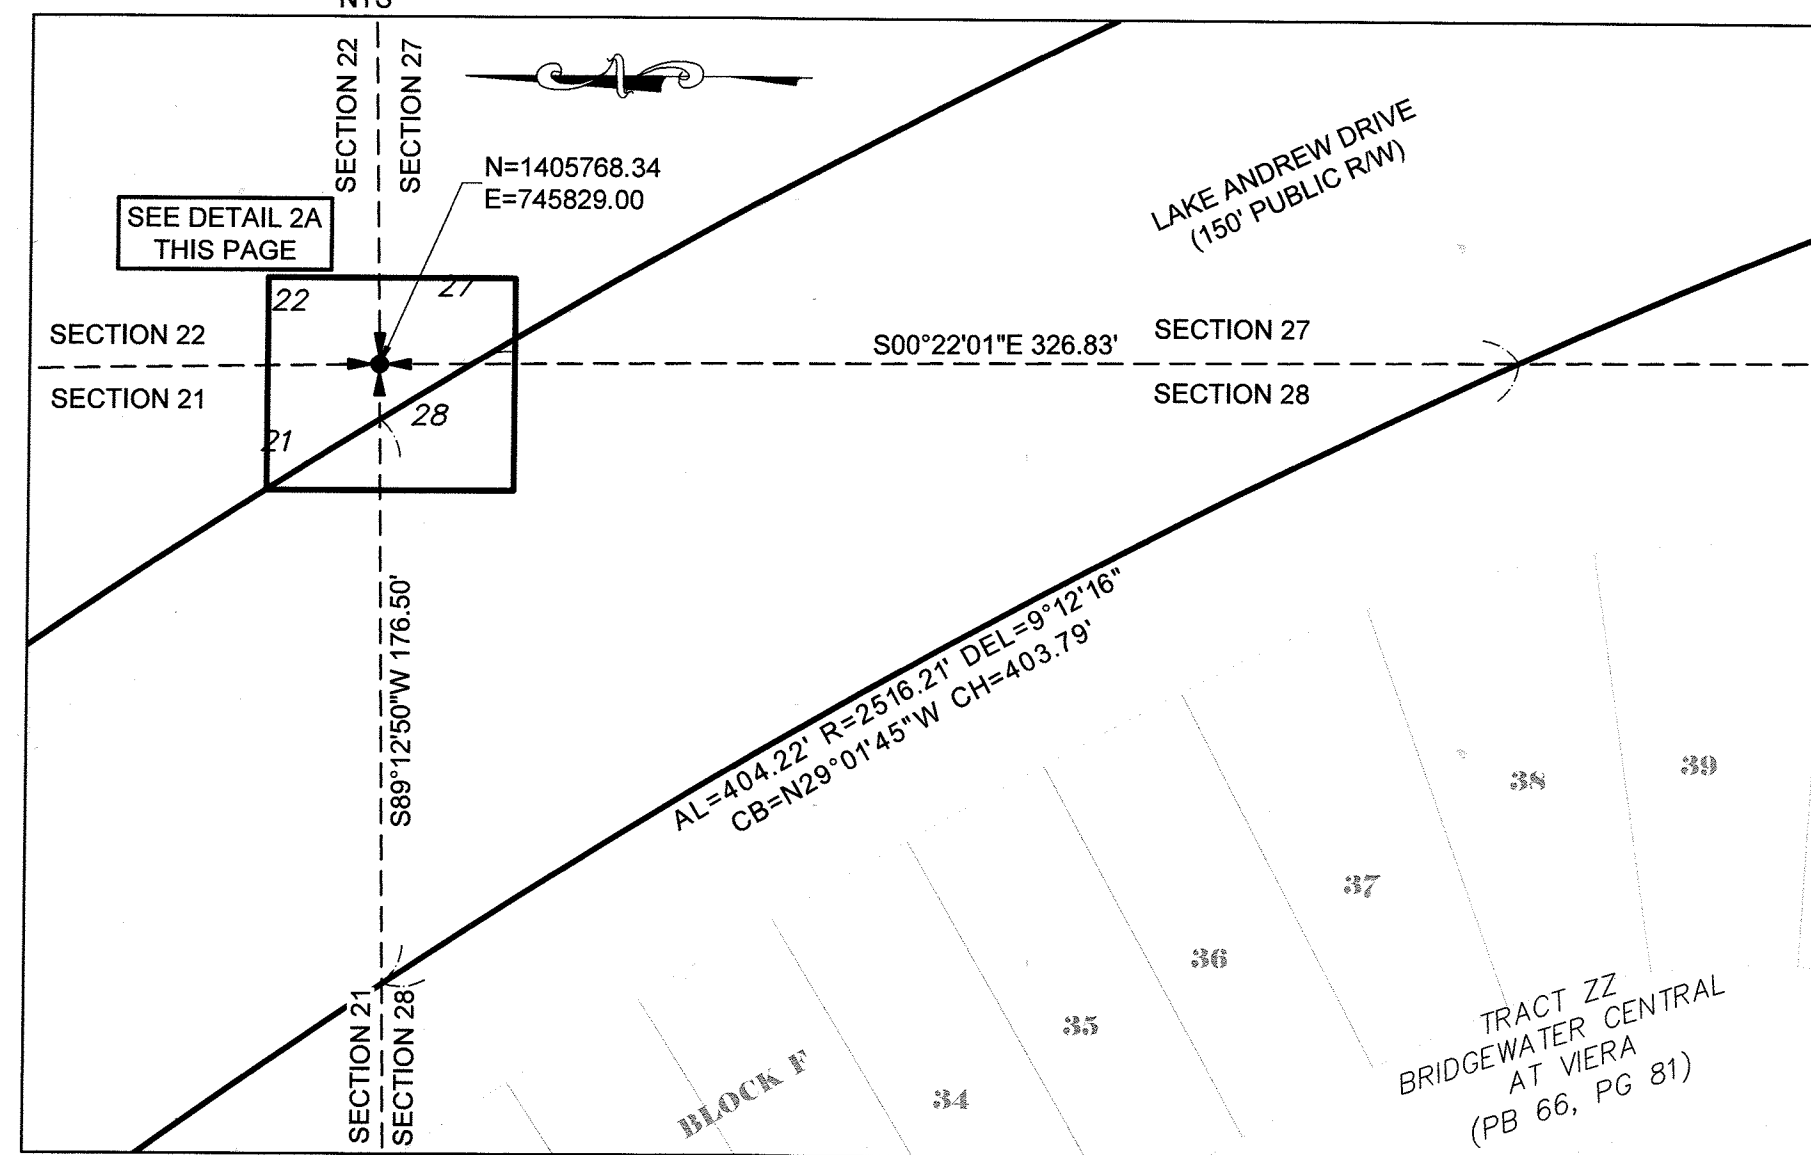 NTS
SECTION 22
SECTION 27
N=1405768.34
E=745829.00
LAKE ANDREW DRIVE
(150' PUBLIC R/W)
SEE DETAIL 2A
THIS PAGE
22
27
SECTION 22
SECTION 21
S00°22'01"E 326.83'
SECTION 27
SECTION 28
28
21
S89°12'50"W 176.50'
AL=404.22' R=2516.21' DEL=9°12'16"
CB=N29°01'45"W CH=403.79'
39
38
37
36
35
34
BLOCK F
SECTION 21
SECTION 28
TRACT ZZ
BRIDGEWATER CENTRAL
AT VIERA
(PB 66, PG 81)